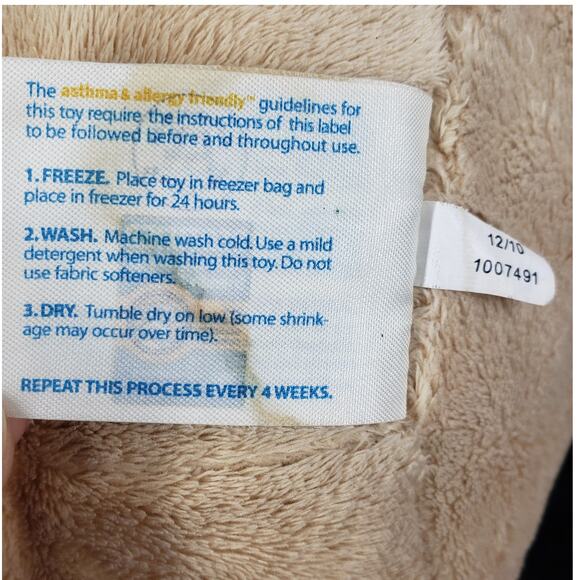 The asthma & allergy friendly™ guidelines for
this toy require the instructions of this label
to be followed before and throughout use.
1. FREEZE. Place toy in freezer bag and
place in freezer for 24 hours.
2. WASH. Machine wash cold. Use a mild
detergent when washing this toy. Do not
use fabric softeners.
3. DRY. Tumble dry on low (some shrink-
age may occur over time).
REPEAT THIS PROCESS EVERY 4 WEEKS.
12/10
1007491